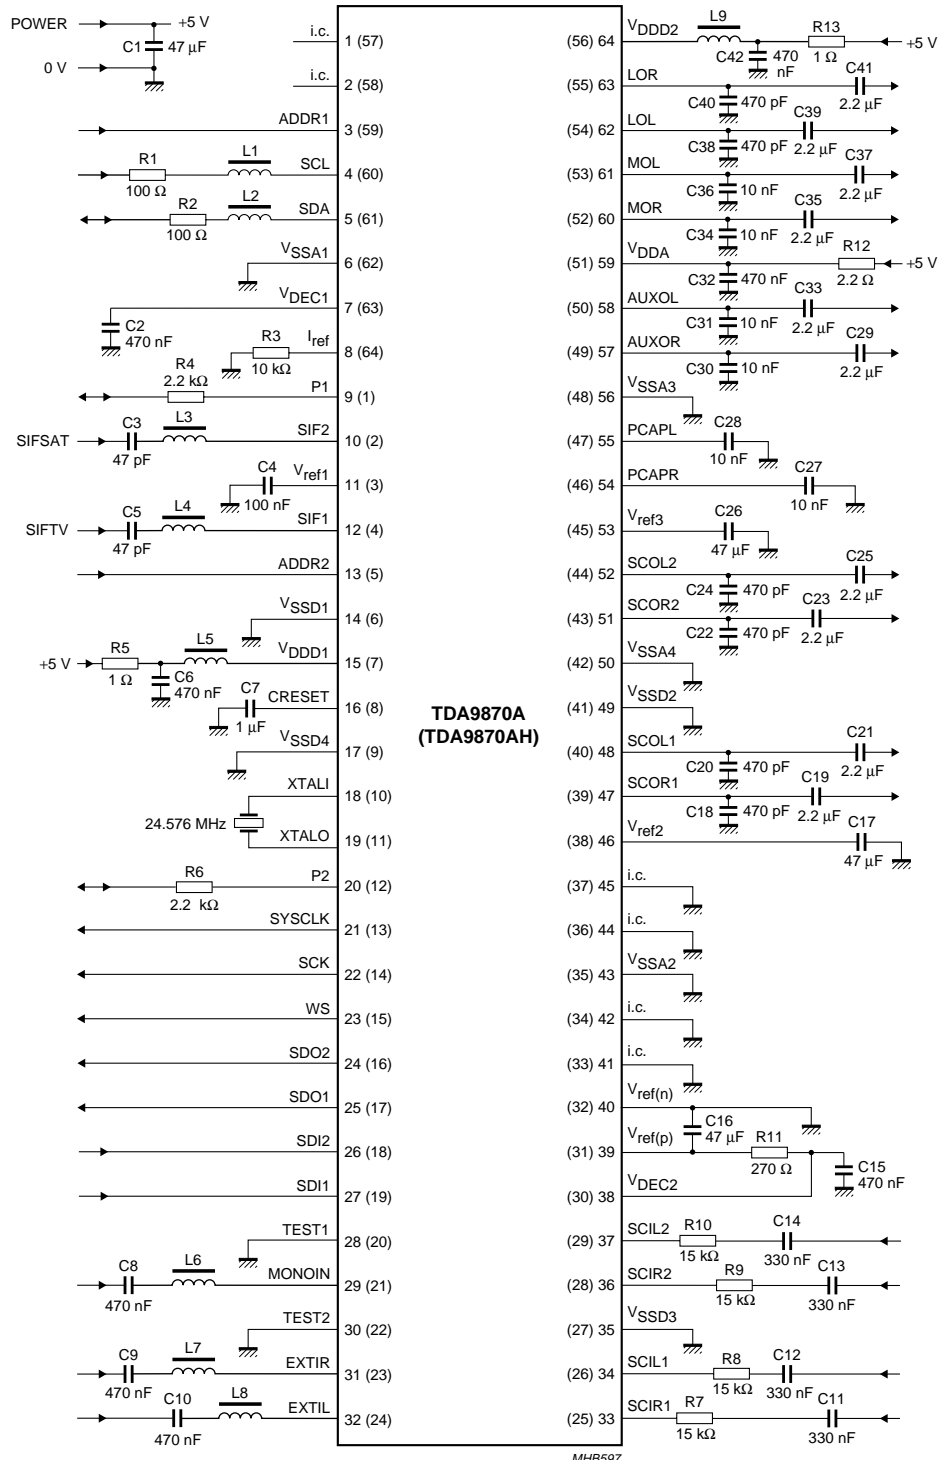 POWER
+5 V
C1
47 µF
0 V
i.c.
1 (57)
i.c.
2 (58)
ADDR1
3 (59)
R1
100 Ω
L1
SCL
4 (60)
R2
100 Ω
L2
SDA
5 (61)
VSSA1
6 (62)
VDEC1
7 (63)
C2
470 nF
R3
10 kΩ
Iref
8 (64)
R4
2.2 kΩ
P1
9 (1)
SIFSAT
C3
47 pF
L3
SIF2
10 (2)
C4
100 nF
Vref1
11 (3)
SIFTV
C5
47 pF
L4
SIF1
12 (4)
ADDR2
13 (5)
VSSD1
14 (6)
+5 V
R5
1 Ω
C6
470 nF
L5
VDDD1
15 (7)
C7
1 µF
CRESET
16 (8)
VSSD4
17 (9)
XTALI
18 (10)
24.576 MHz
XTALO
19 (11)
R6
2.2 kΩ
P2
20 (12)
SYSCLK
21 (13)
SCK
22 (14)
WS
23 (15)
SDO2
24 (16)
SDO1
25 (17)
SDI2
26 (18)
SDI1
27 (19)
TEST1
28 (20)
C8
470 nF
L6
MONOIN
29 (21)
TEST2
30 (22)
C9
470 nF
L7
EXTIR
31 (23)
C10
470 nF
L8
EXTIL
32 (24)
TDA9870A
(TDA9870AH)
(56) 64
VDDD2
L9
C42
470
nF
R13
1 Ω
+5 V
(55) 63
LOR
C40
470 pF
C41
2.2 µF
(54) 62
LOL
C38
470 pF
C39
2.2 µF
(53) 61
MOL
C36
10 nF
C37
2.2 µF
(52) 60
MOR
C34
10 nF
C35
2.2 µF
(51) 59
VDDA
C32
470 nF
R12
2.2 Ω
+5 V
(50) 58
AUXOL
C31
10 nF
C33
2.2 µF
(49) 57
AUXOR
C30
10 nF
C29
2.2 µF
(48) 56
VSSA3
(47) 55
PCAPL
C28
10 nF
(46) 54
PCAPR
C27
10 nF
(45) 53
Vref3
C26
47 µF
(44) 52
SCOL2
C24
470 pF
C25
2.2 µF
(43) 51
SCOR2
C22
470 pF
C23
2.2 µF
(42) 50
VSSA4
(41) 49
VSSD2
(40) 48
SCOL1
C20
470 pF
C21
2.2 µF
(39) 47
SCOR1
C18
470 pF
C19
2.2 µF
(38) 46
Vref2
C17
47 µF
(37) 45
i.c.
(36) 44
i.c.
(35) 43
VSSA2
(34) 42
i.c.
(33) 41
i.c.
(32) 40
Vref(n)
C16
47 µF
(31) 39
Vref(p)
R11
270 Ω
C15
470 nF
(30) 38
VDEC2
(29) 37
SCIL2
R10
15 kΩ
C14
330 nF
(28) 36
SCIR2
R9
15 kΩ
C13
330 nF
(27) 35
VSSD3
(26) 34
SCIL1
R8
15 kΩ
C12
330 nF
(25) 33
SCIR1
R7
15 kΩ
C11
330 nF
MHB597